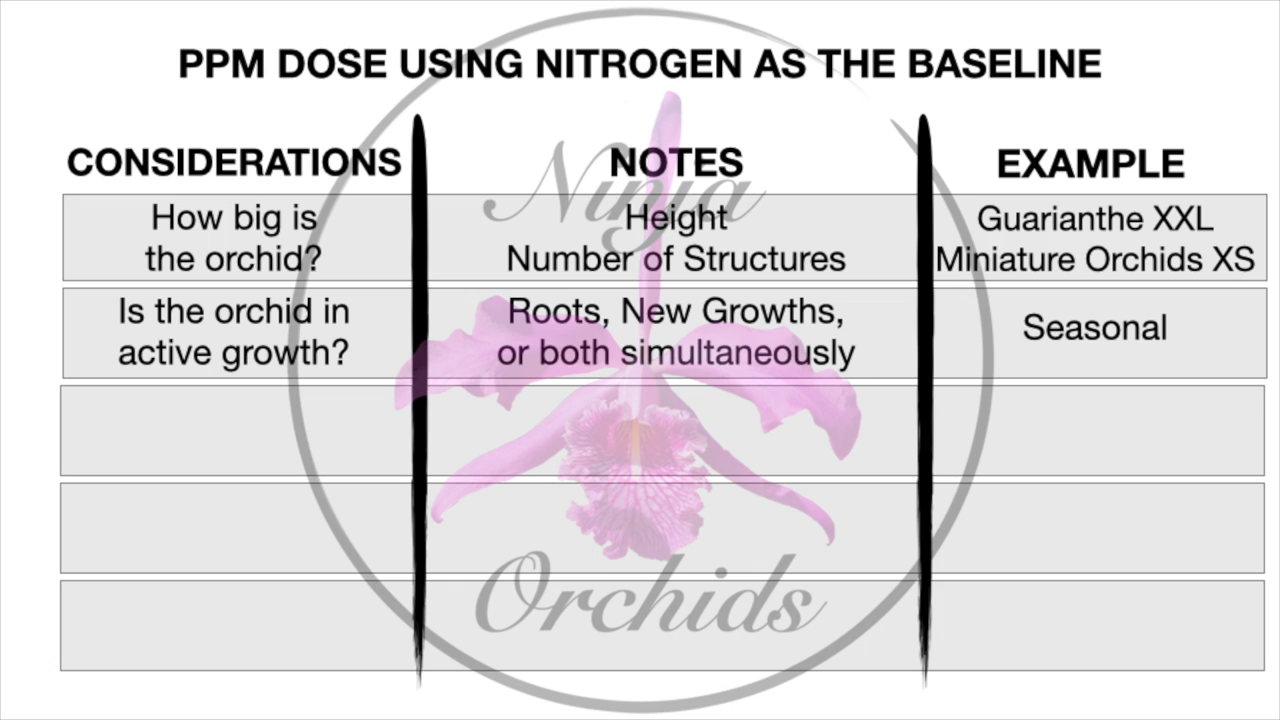 PPM DOSE USING NITROGEN AS THE BASELINE
CONSIDERATIONS NOTES EXAMPLE
How big is
the orchid?
Height
Number of Structures
Guarianthe XXL
Miniature Orchids XS
Is the orchid in
active growth?
Roots, New Growths,
or both simultaneously
Seasonal
Ninja
Orchids